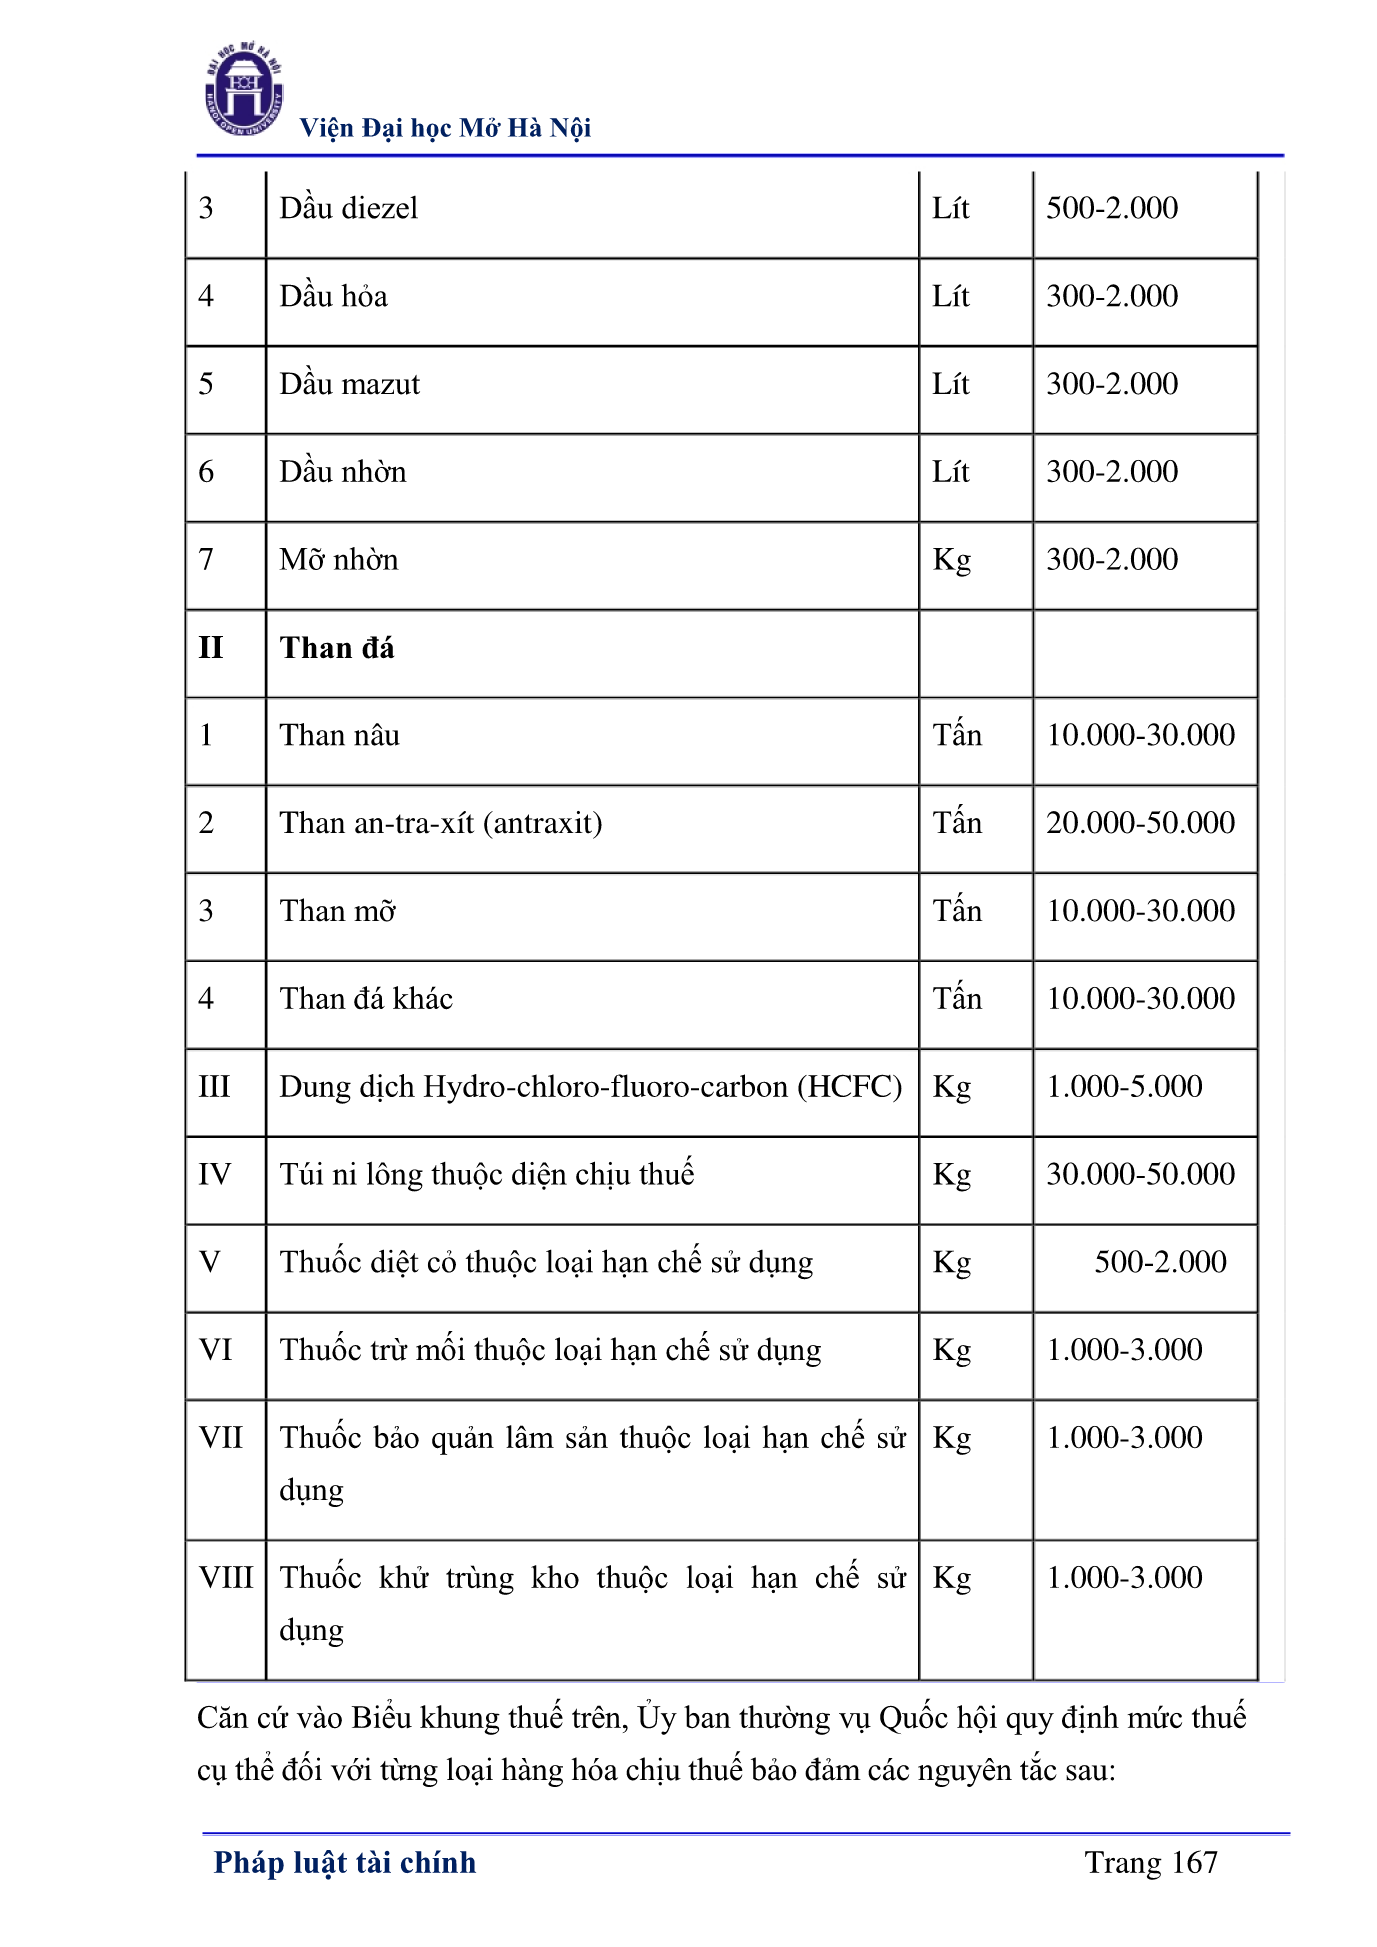 ĐẠI HỌC MỞ HÀ NỘI
HANOI OPEN UNIVERSITY
Viện Đại học Mở Hà Nội
3 Dầu diezel Lít 500-2.000
4 Dầu hỏa Lít 300-2.000
5 Dầu mazut Lít 300-2.000
6 Dầu nhờn Lít 300-2.000
7 Mỡ nhờn Kg 300-2.000
II Than đá
1 Than nâu Tấn 10.000-30.000
2 Than an-tra-xít (antraxit) Tấn 20.000-50.000
3 Than mỡ Tấn 10.000-30.000
4 Than đá khác Tấn 10.000-30.000
III Dung dịch Hydro-chloro-fluoro-carbon (HCFC) Kg 1.000-5.000
IV Túi ni lông thuộc diện chịu thuế Kg 30.000-50.000
V Thuốc diệt cỏ thuộc loại hạn chế sử dụng Kg 500-2.000
VI Thuốc trừ mối thuộc loại hạn chế sử dụng Kg 1.000-3.000
VII Thuốc bảo quản lâm sản thuộc loại hạn chế sử Kg 1.000-3.000
dụng
VIII Thuốc khử trùng kho thuộc loại hạn chế sử Kg 1.000-3.000
dụng
Căn cứ vào Biểu khung thuế trên, Ủy ban thường vụ Quốc hội quy định mức thuế
cụ thể đối với từng loại hàng hóa chịu thuế bảo đảm các nguyên tắc sau:
Pháp luật tài chính Trang 167